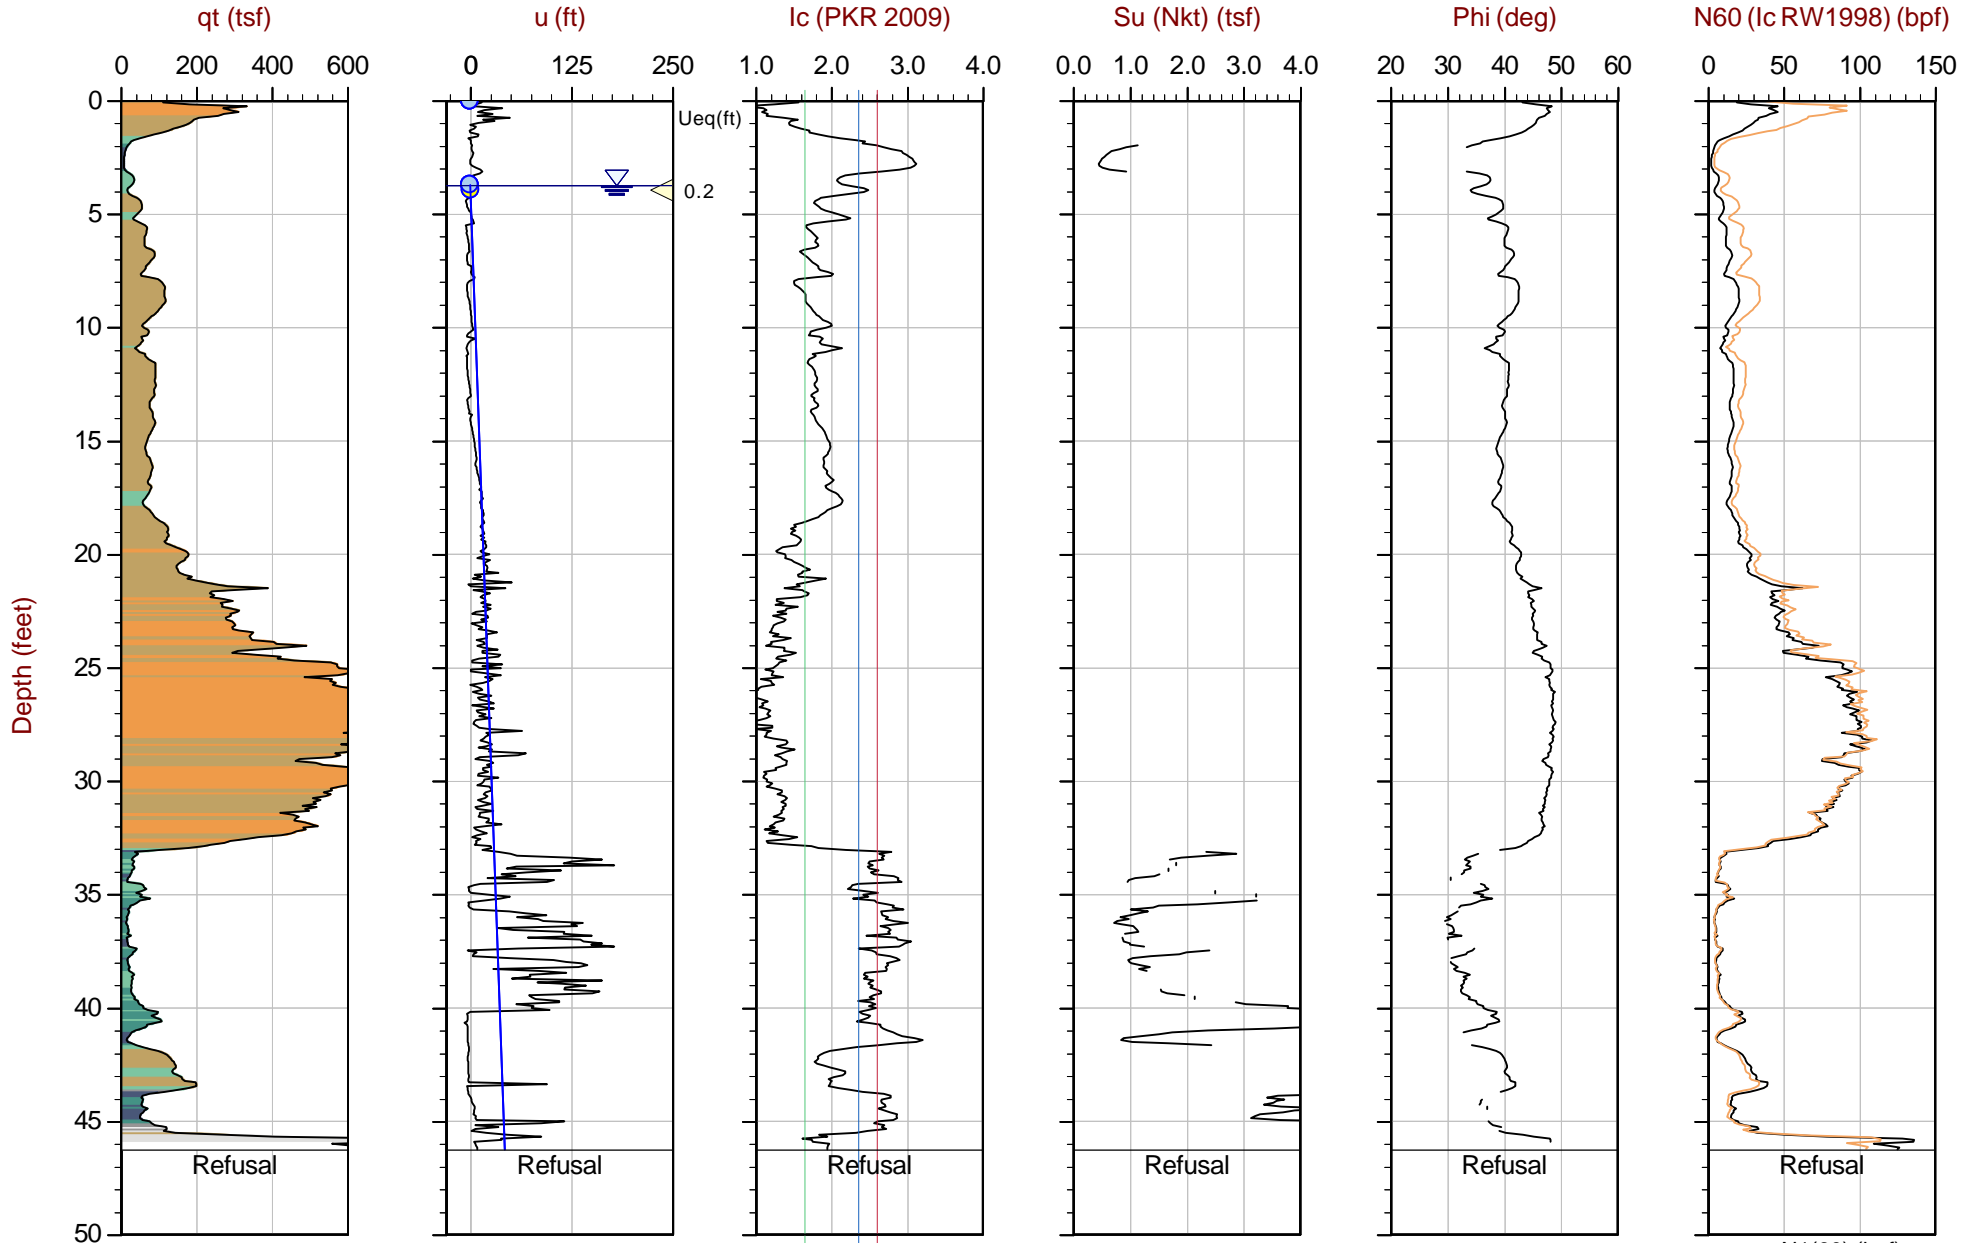 qt (tsf) u (ft) Ic (PKR 2009) Su (Nkt) (tsf) Phi (deg) N60 (Ic RW1998) (bpf)
0 200 400 600 0 125 250 1.0 2.0 3.0 4.0 0.0 1.0 2.0 3.0 4.0 20 30 40 50 60 0 50 100 150
0
Ueq(ft)
0.2
5
10
15
20
25
30
35
40
45
50
Depth (feet)
Refusal Refusal Refusal Refusal Refusal Refusal